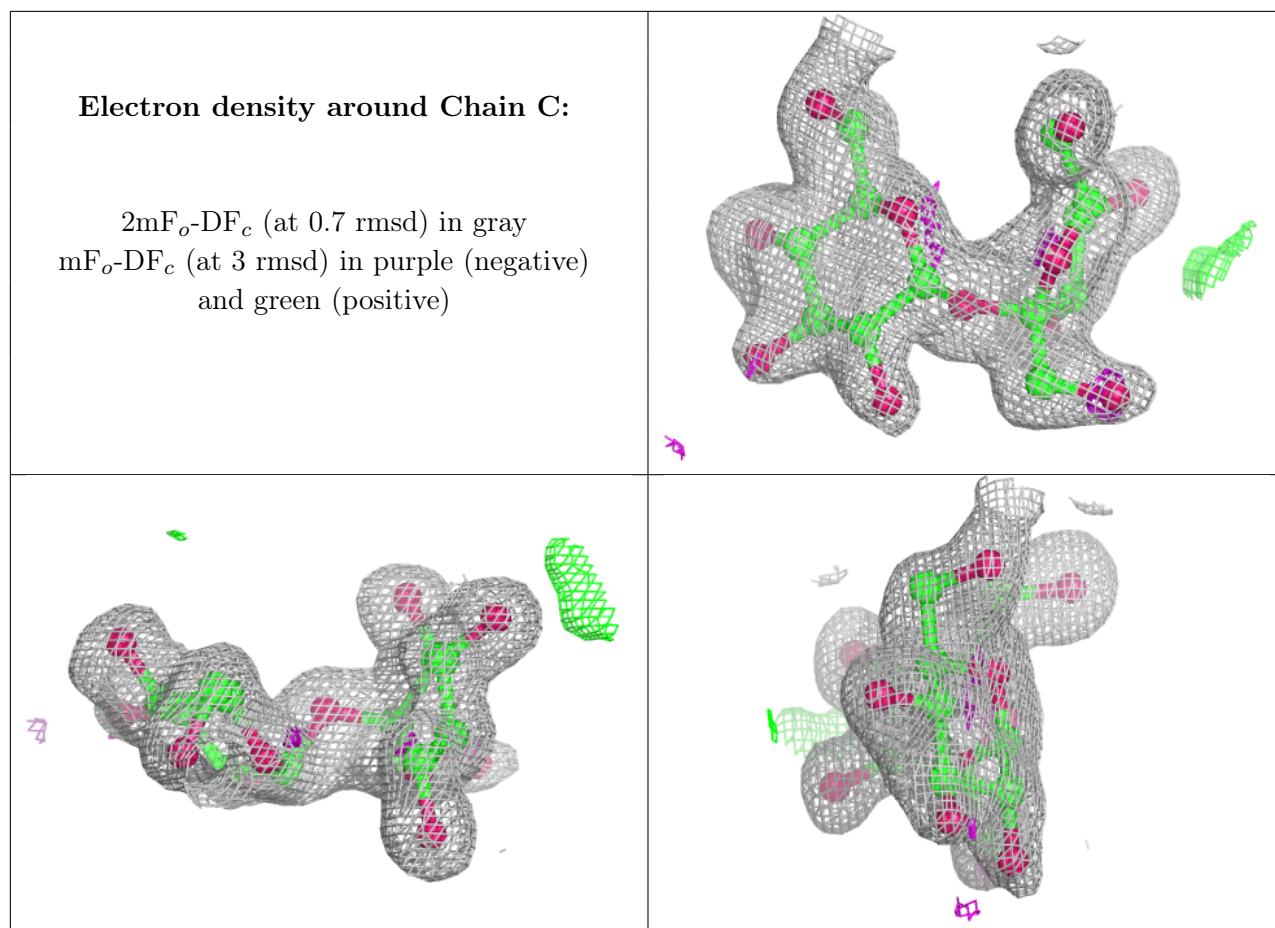 Electron density around Chain C:
2mFₒ-DF𝒸 (at 0.7 rmsd) in gray
mFₒ-DF𝒸 (at 3 rmsd) in purple (negative)
and green (positive)